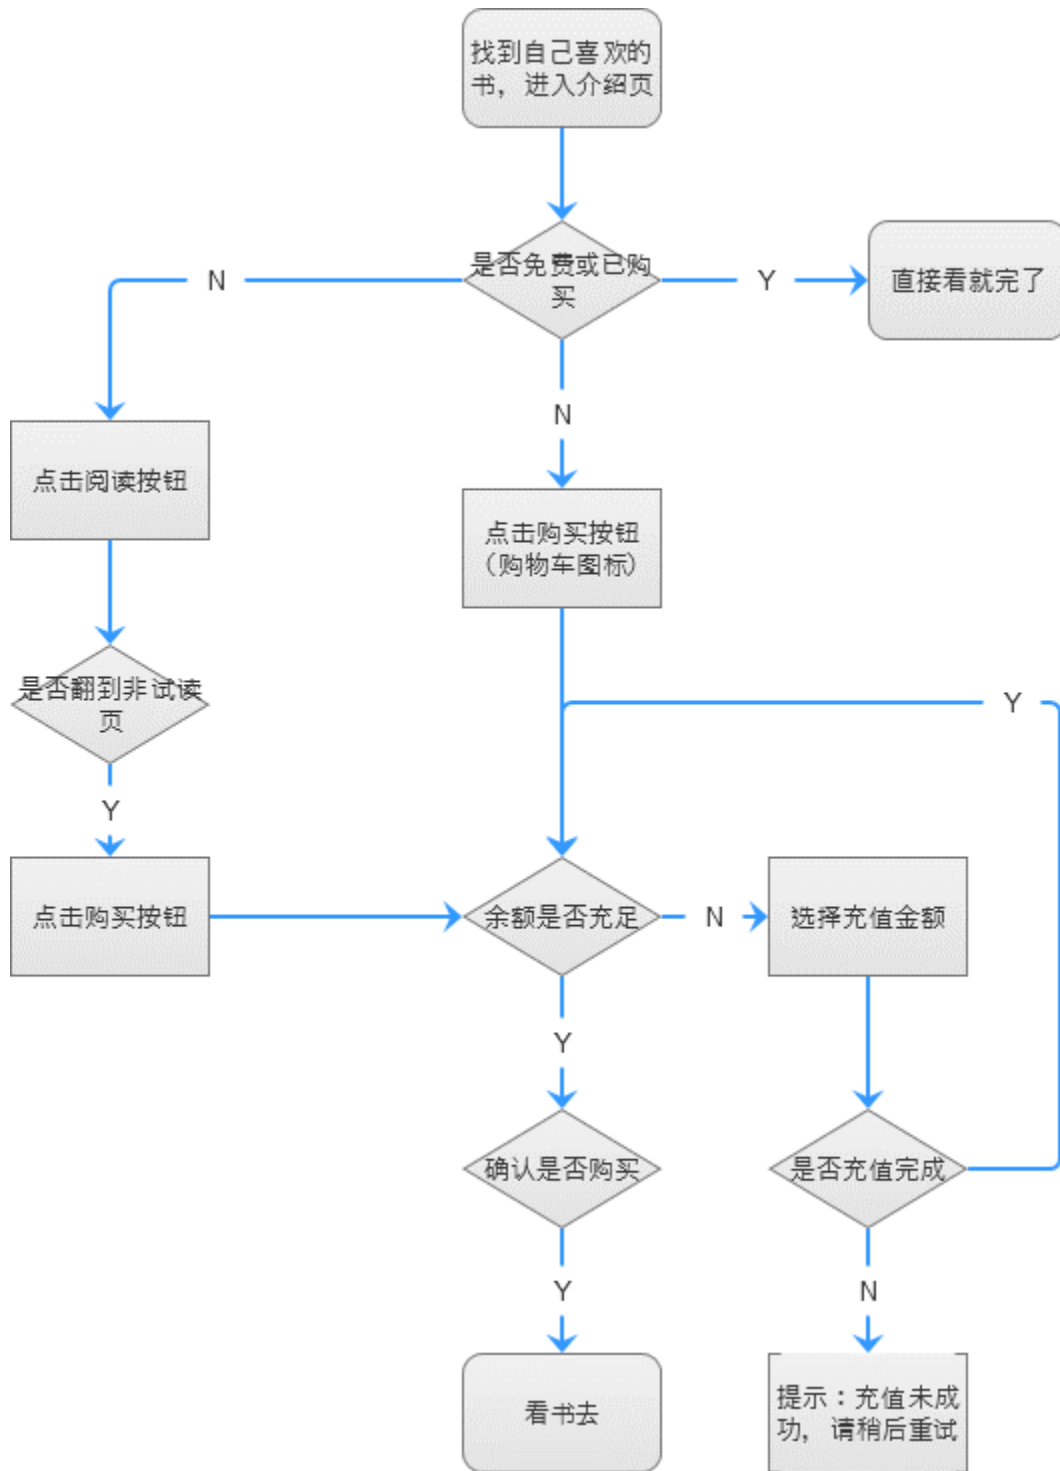 找到自己喜欢的
书，进入介绍页
是否免费或已购
买
N
Y
直接看就完了
N
点击阅读按钮
点击购买按钮
（购物车图标）
是否翻到非试读
页
Y
Y
点击购买按钮
余额是否充足
N
选择充值金额
Y
确认是否购买
是否充值完成
Y
N
看书去
提示：充值未成
功，请稍后重试